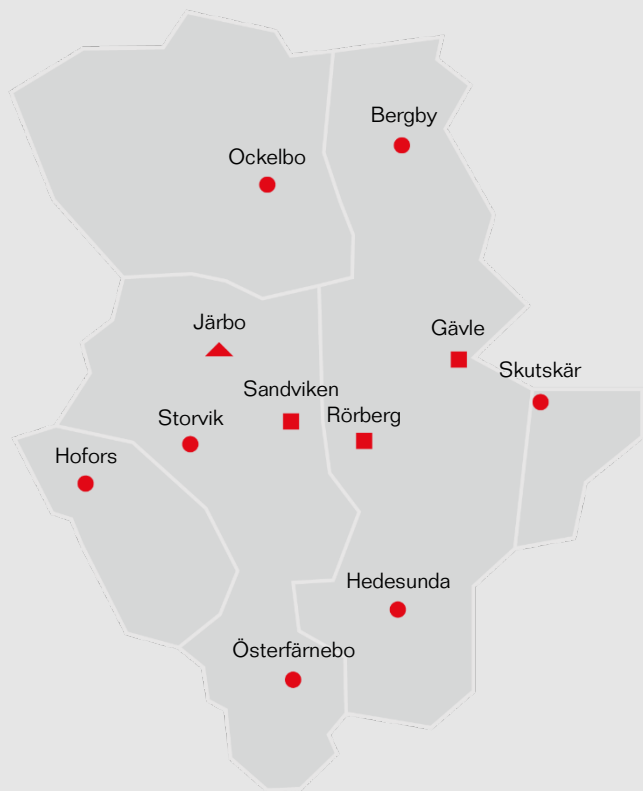 Bergby
Ockelbo
Järbo
Gävle
Skutskär
Sandviken
Storvik
Rörberg
Hofors
Hedesunda
Österfärnebo